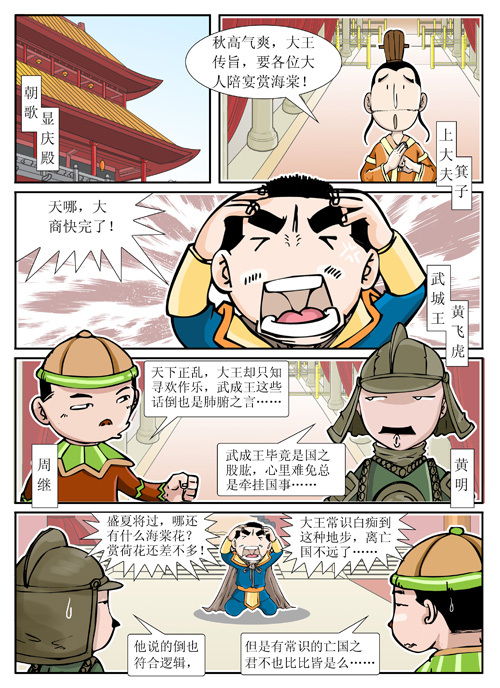 朝歌
显庆殿
秋高气爽，大王
传旨，要各位大
人陪宴赏海棠！
上大夫
箕子
天哪，大
商快完了！
武城王
黄飞虎
天下正乱，大王却只知
寻欢作乐，武成王这些
话倒也是肺腑之言……
周继
武成王毕竟是国之
股肱，心里难免总
是牵挂国事……
黄明
盛夏将过，哪还
有什么海棠花？
赏荷花还差不多！
大王常识白痴到
这种地步，离亡
国不远了……
他说的倒也
符合逻辑，
但是有常识的亡国之
君不也比比皆是么……